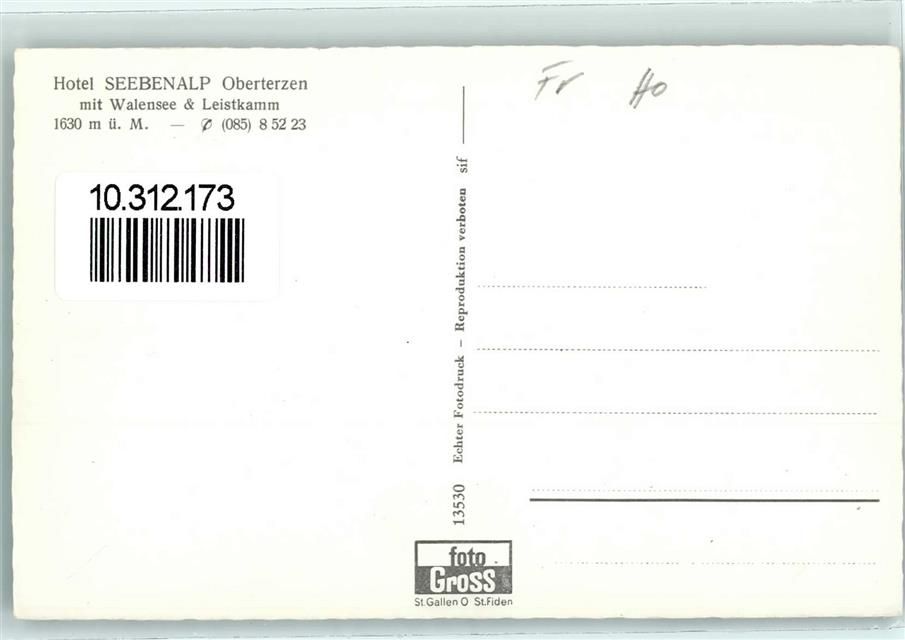 Hotel SEEBENALP Oberterzen
mit Walensee & Leistkamm
1630 m ü. M. — ✆ (085) 8 52 23
10.312.173
Fr Ho
13530 Echter Fotodruck – Reproduktion verboten sif
foto
Gross
St.Gallen O St.Fiden